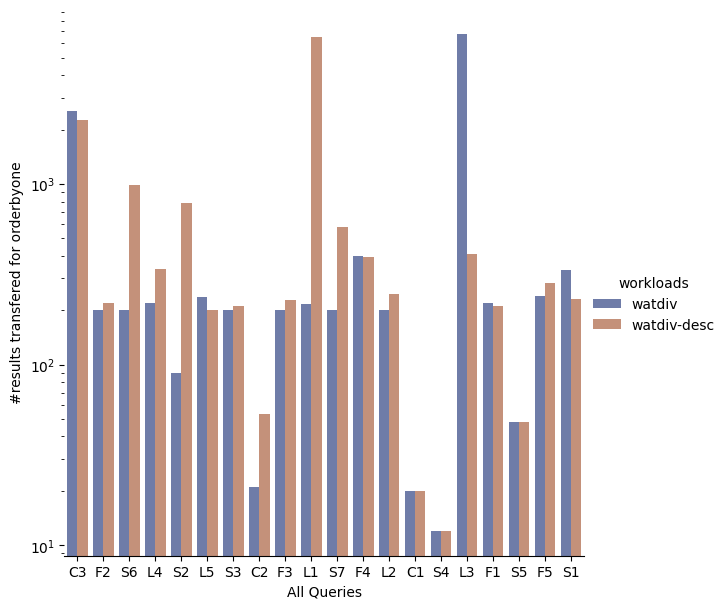 #results transfered for orderbyone
10³
10²
10¹
C3 F2 S6 L4 S2 L5 S3 C2 F3 L1 S7 F4 L2 C1 S4 L3 F1 S5 F5 S1
All Queries
workloads
watdiv
watdiv-desc